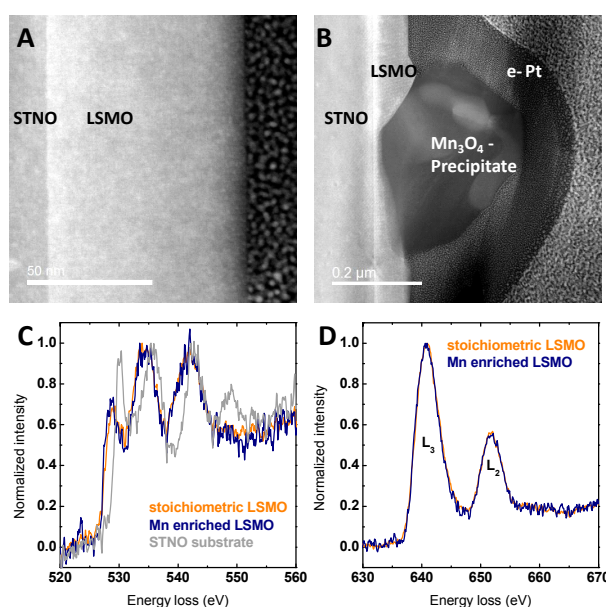 A
STNO
LSMO
50 nm
B
LSMO
e- Pt
STNO
Mn₃O₄ -
Precipitate
0.2 µm
C
Normalized intensity
1.0
0.8
0.6
0.4
0.2
0.0
stoichiometric LSMO
Mn enriched LSMO
STNO substrate
520 530 540 550 560
Energy loss (eV)
D
Normalized intensity
1.0
0.8
0.6
0.4
0.2
0.0
stoichiometric LSMO
Mn enriched LSMO
L₃
L₂
630 640 650 660 670
Energy loss (eV)